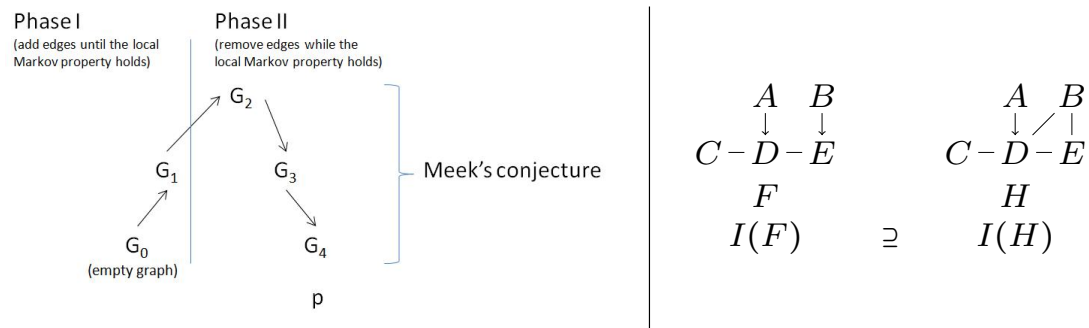 Phase I
(add edges until the local
Markov property holds)
Phase II
(remove edges while the
local Markov property holds)
G2
G1
G3
G0
(empty graph)
G4
p
Meek's conjecture
A B
C – D – E
F
I(F)
⊇
A B
C – D – E
H
I(H)